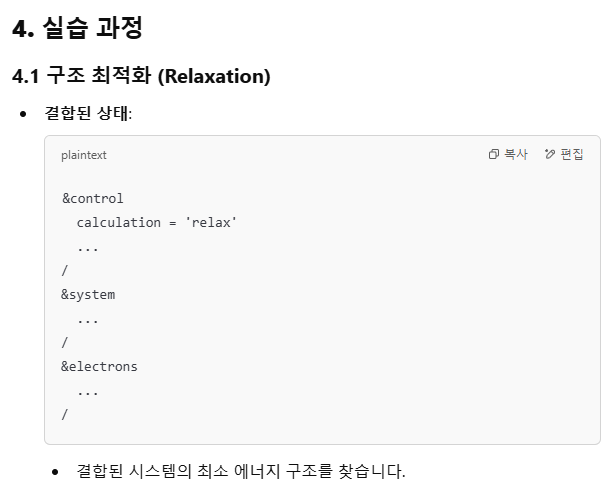 4. 실습 과정
4.1 구조 최적화 (Relaxation)
• 결합된 상태:
plaintext 복사 편집
&control
  calculation = 'relax'
  ...
/
&system
  ...
/
&electrons
  ...
/
• 결합된 시스템의 최소 에너지 구조를 찾습니다.